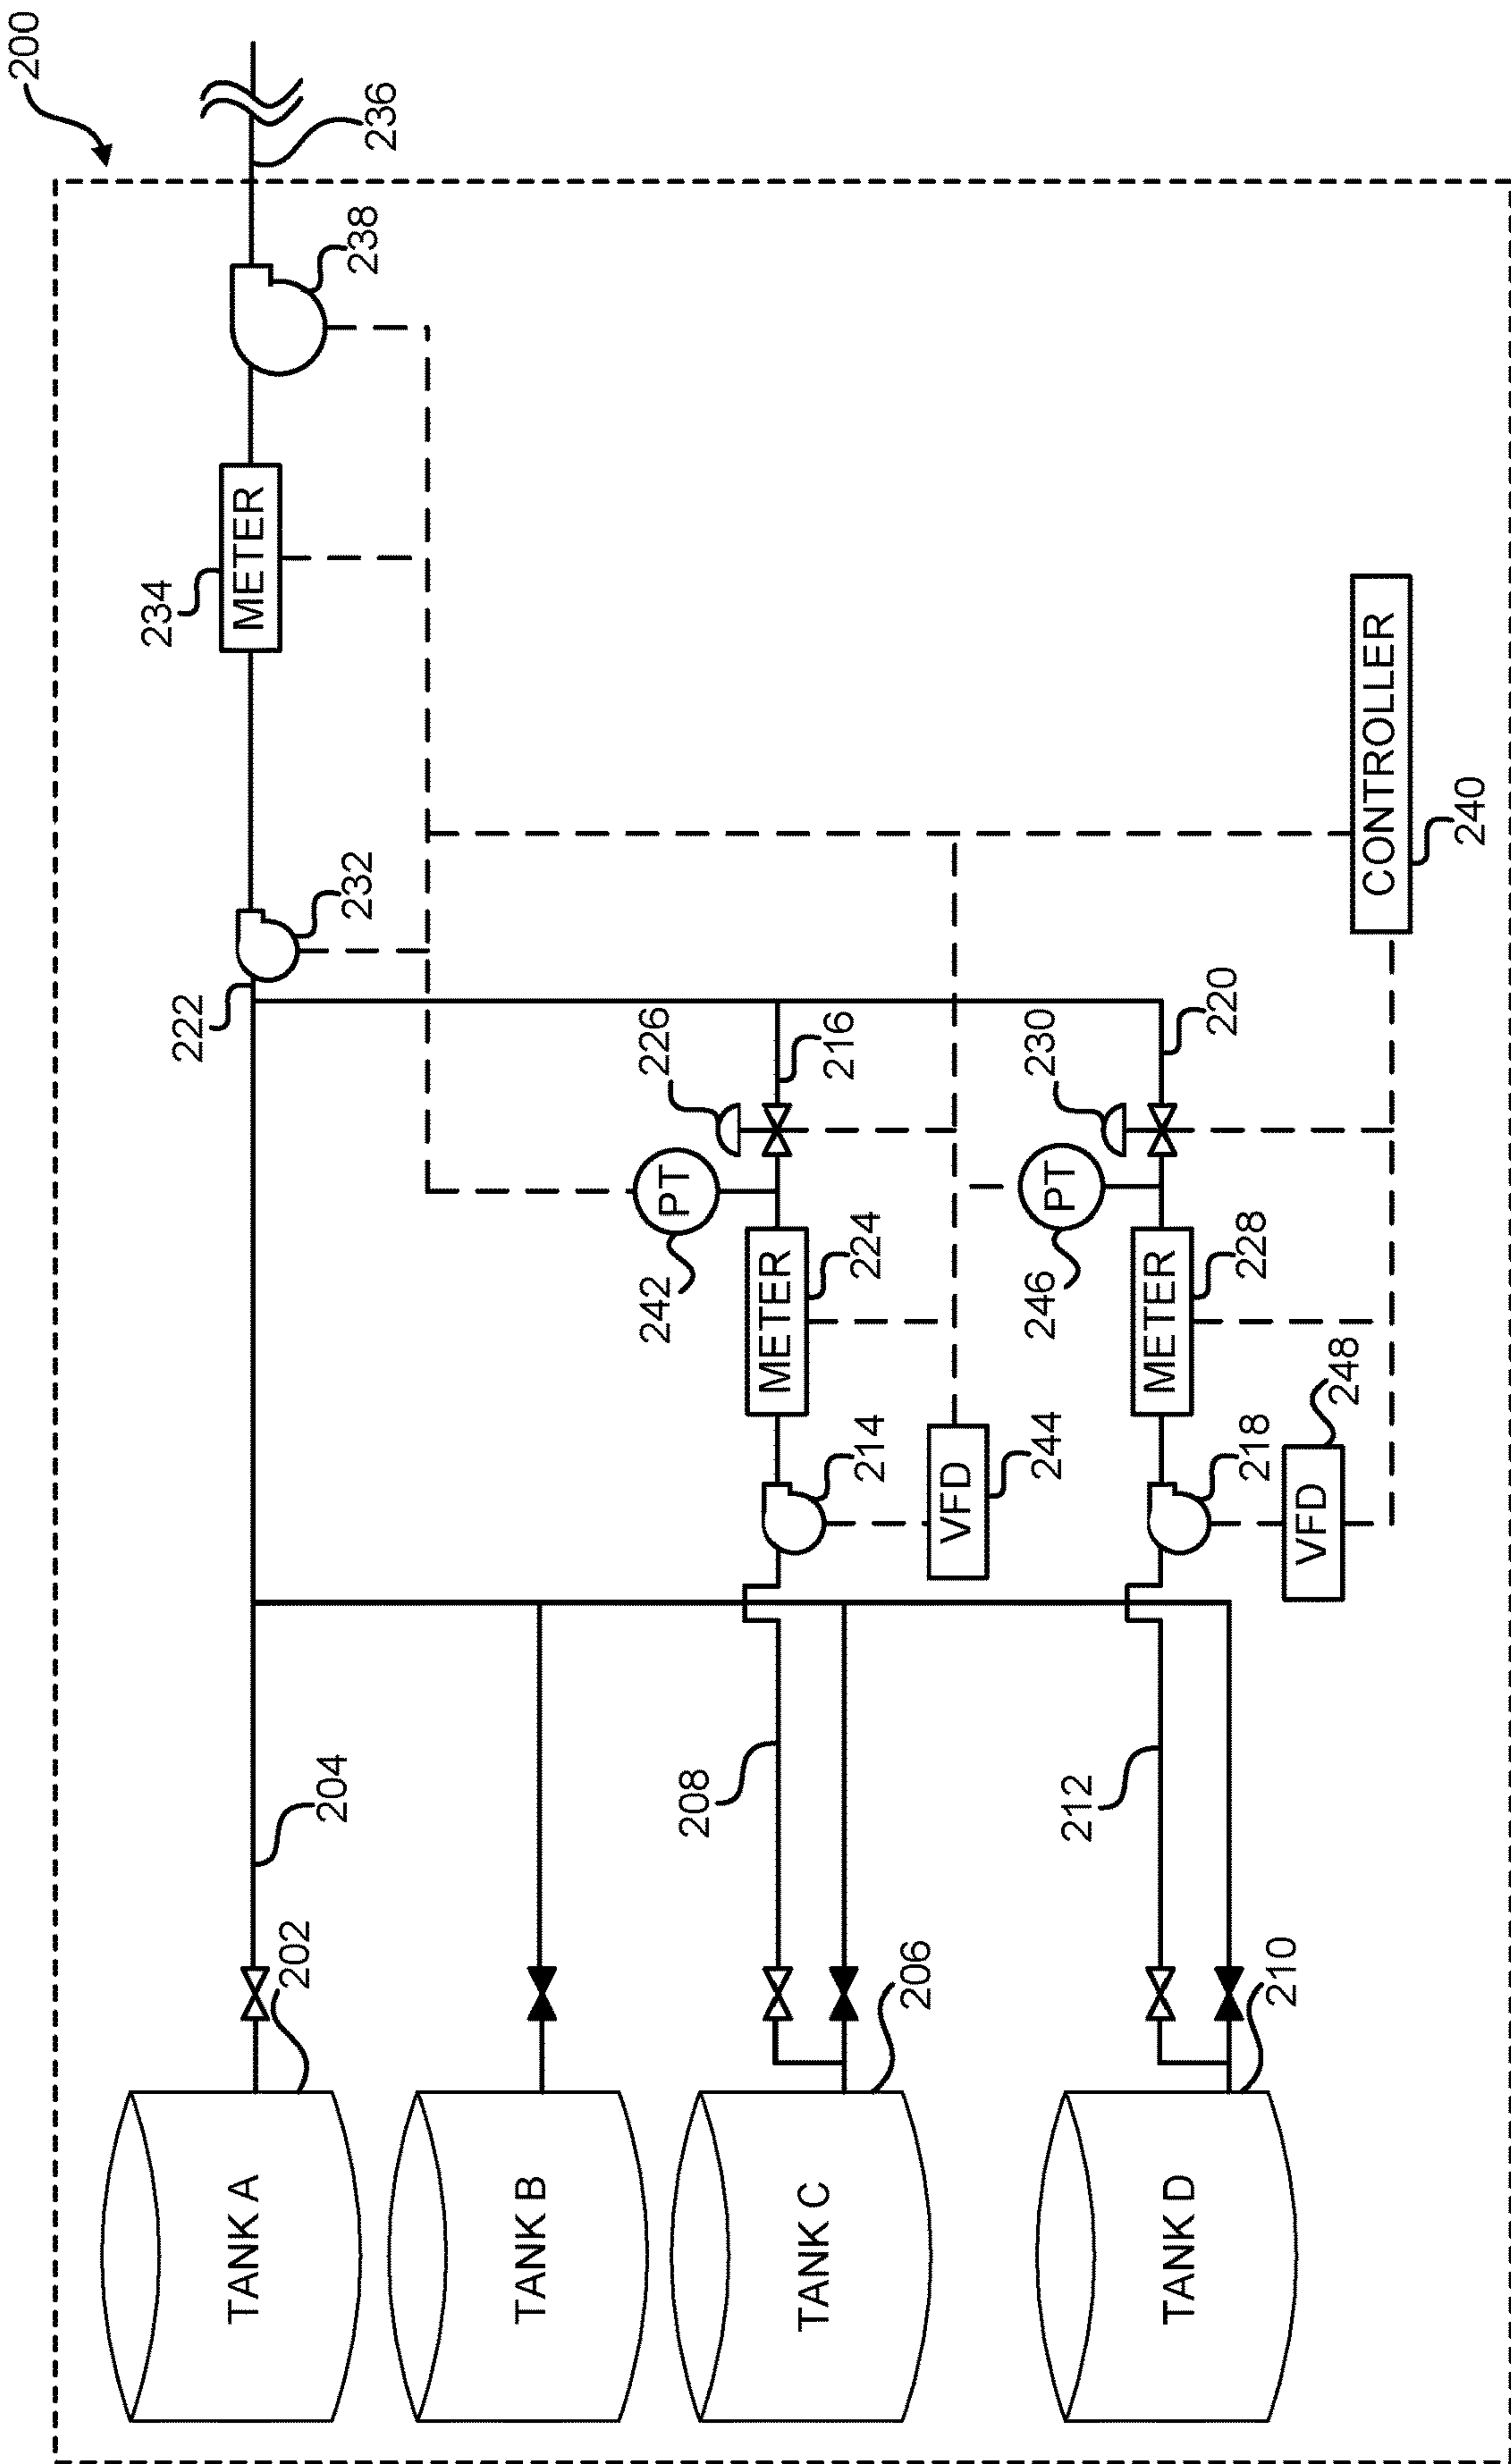 200
236
238
METER
234
232
222
226
216
230
220
PT
242
PT
246
METER
224
METER
228
CONTROLLER
240
214
VFD
244
218
VFD
248
204
208
212
202
206
210
TANK A
TANK B
TANK C
TANK D